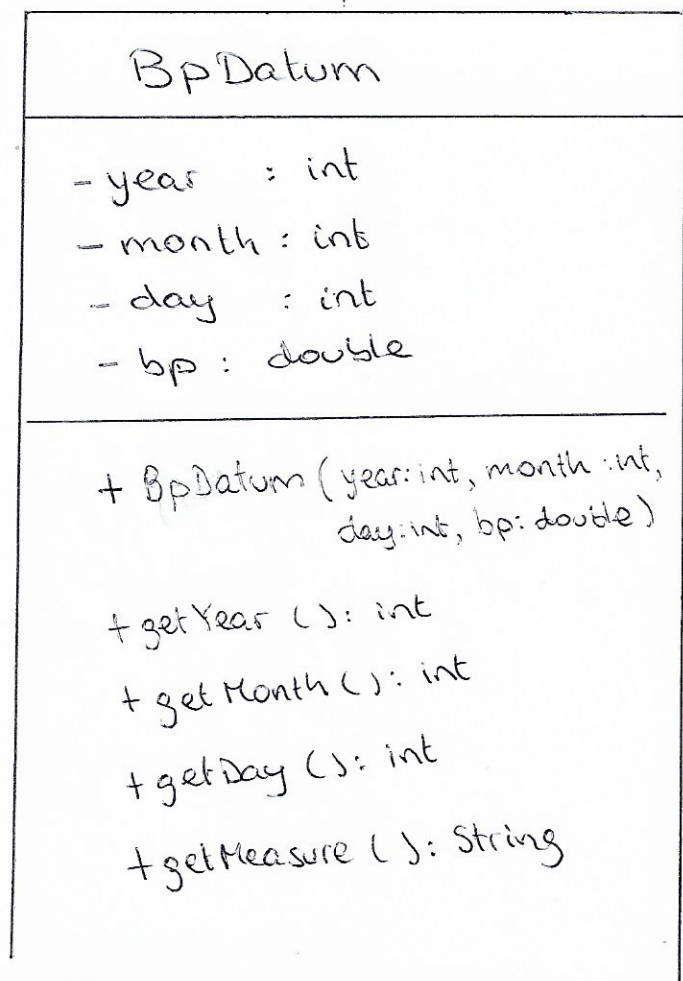 BpDatum
- year : int
- month : int
- day : int
- bp : double
+ BpDatum (year:int, month:int,
day:int, bp:double)
+ getYear ( ): int
+ getMonth ( ): int
+ getDay ( ): int
+ getMeasure ( ): String